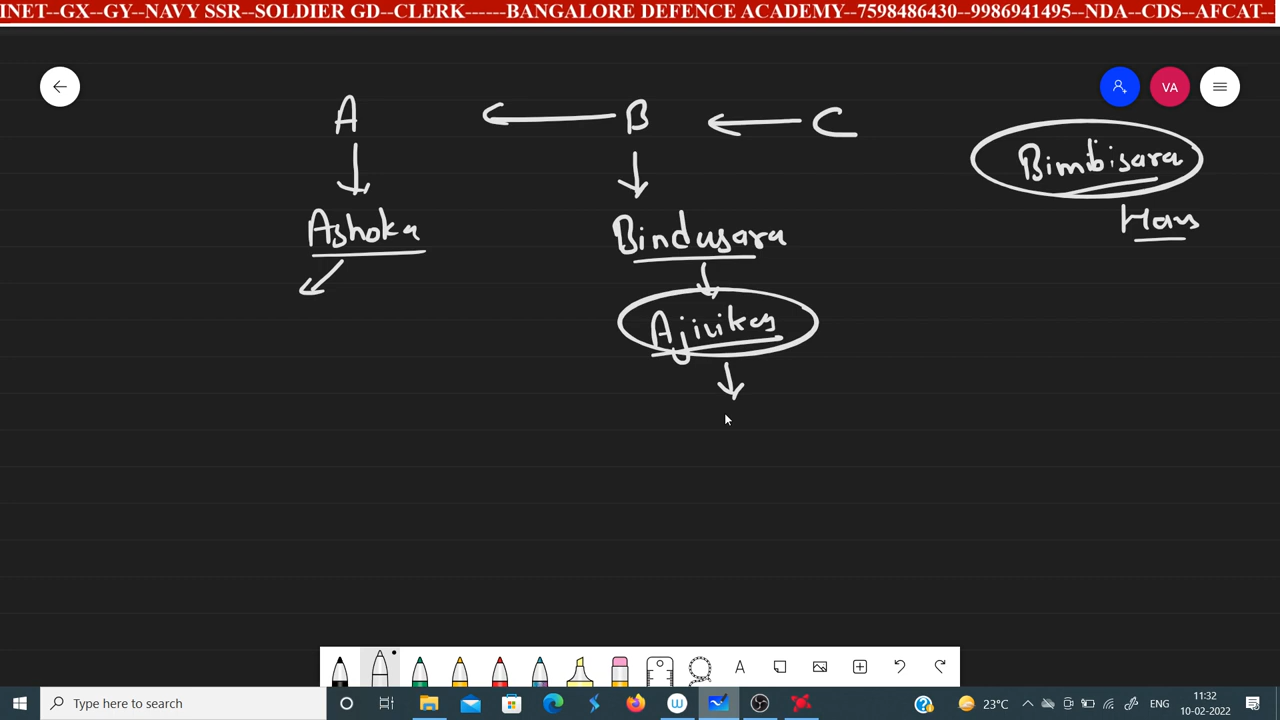 INET--GX--GY--NAVY SSR--SOLDIER GD--CLERK------BANGALORE DEFENCE ACADEMY--7598486430--9986941495--NDA--CDS--AFCAT--
VA
A B C
Bimbisara
Ashoka Bindusara
Ajivikas
A
Type here to search
23°C
ENG
11:32
10-02-2022